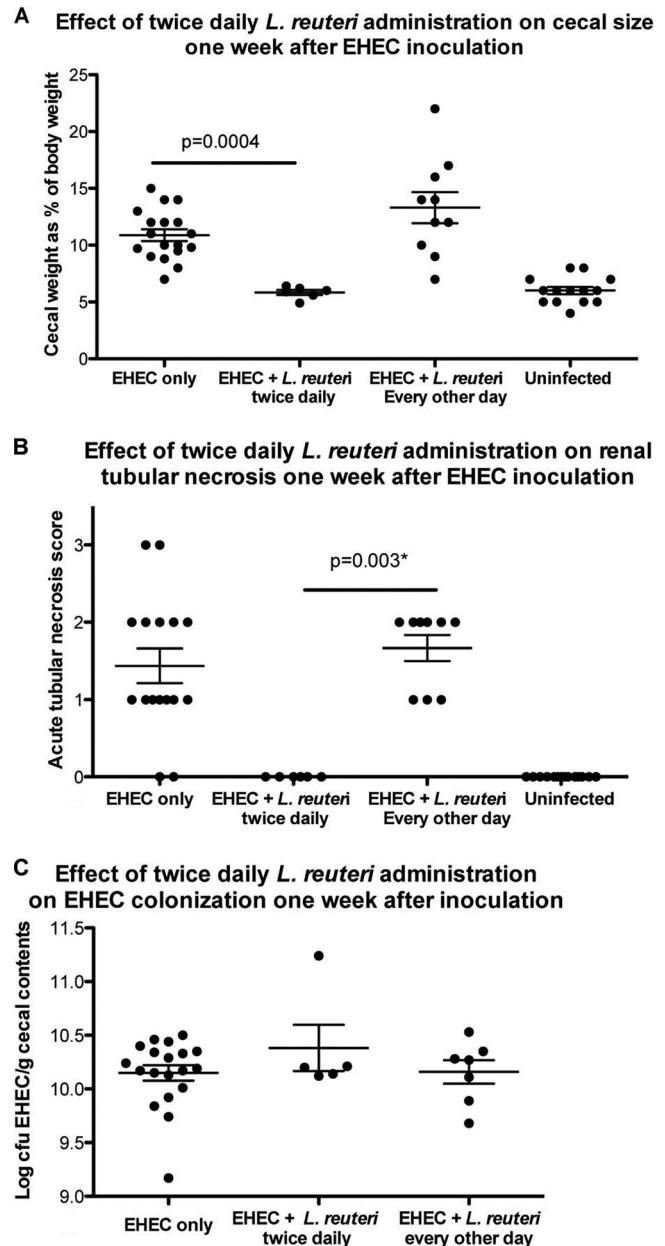 A Effect of twice daily L. reuteri administration on cecal size
one week after EHEC inoculation
Cecal weight as % of body weight
25
20
15
10
5
0
p=0.0004
EHEC only EHEC + L. reuteri EHEC + L. reuteri Uninfected
twice daily Every other day
B Effect of twice daily L. reuteri administration on renal
tubular necrosis one week after EHEC inoculation
Acute tubular necrosis score
3
2
1
0
p=0.003*
EHEC only EHEC + L. reuteri EHEC + L. reuteri Uninfected
twice daily Every other day
C Effect of twice daily L. reuteri administration
on EHEC colonization one week after inoculation
Log cfu EHEC/g cecal contents
11.5
11.0
10.5
10.0
9.5
9.0
EHEC only EHEC + L. reuteri EHEC + L. reuteri
twice daily every other day